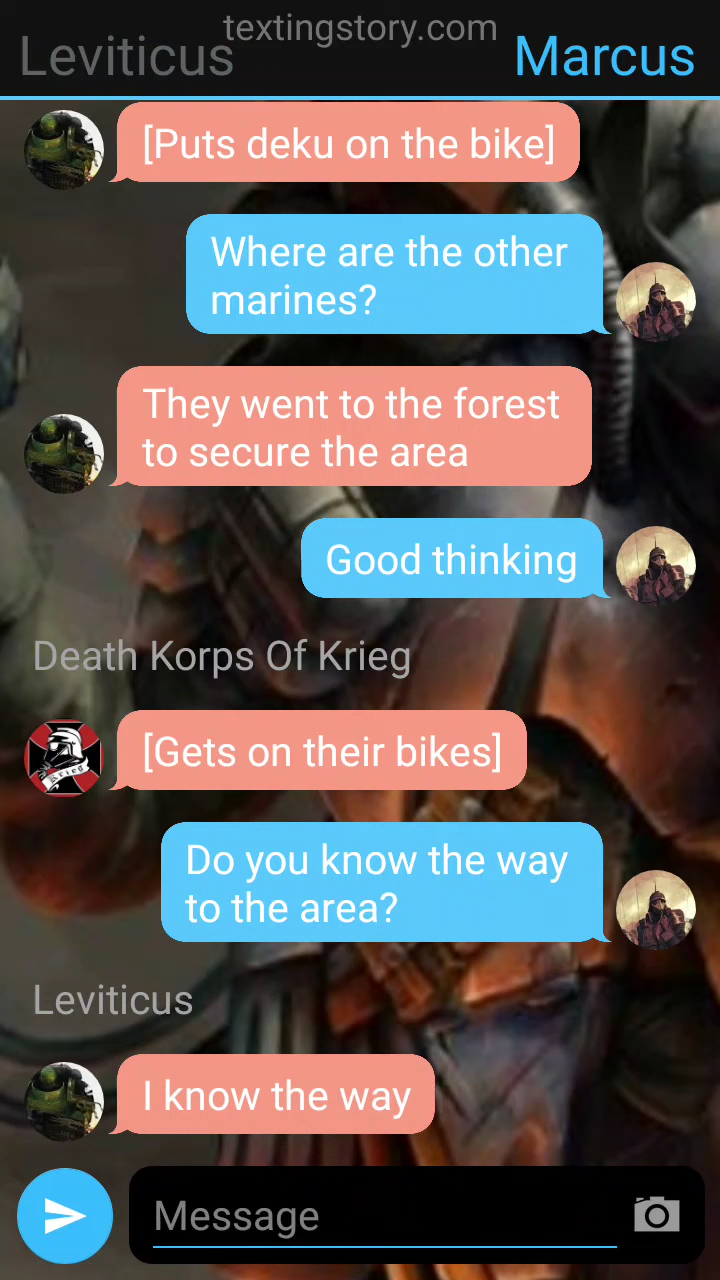 textingstory.com
Leviticus
Marcus
[Puts deku on the bike]
Where are the other
marines?
They went to the forest
to secure the area
Good thinking
Death Korps Of Krieg
Krieg
[Gets on their bikes]
Do you know the way
to the area?
Leviticus
I know the way
Message